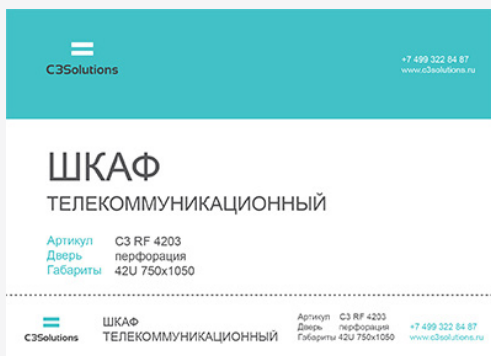 C3Solutions
+7 499 322 84 87
www.c3solutions.ru
ШКАФ
ТЕЛЕКОММУНИКАЦИОННЫЙ
Артикул C3 RF 4203
Дверь перфорация
Габариты 42U 750x1050
C3Solutions
ШКАФ
ТЕЛЕКОММУНИКАЦИОННЫЙ
Артикул C3 RF 4203
Дверь перфорация
Габариты 42U 750x1050
+7 499 322 84 87
www.c3solutions.ru